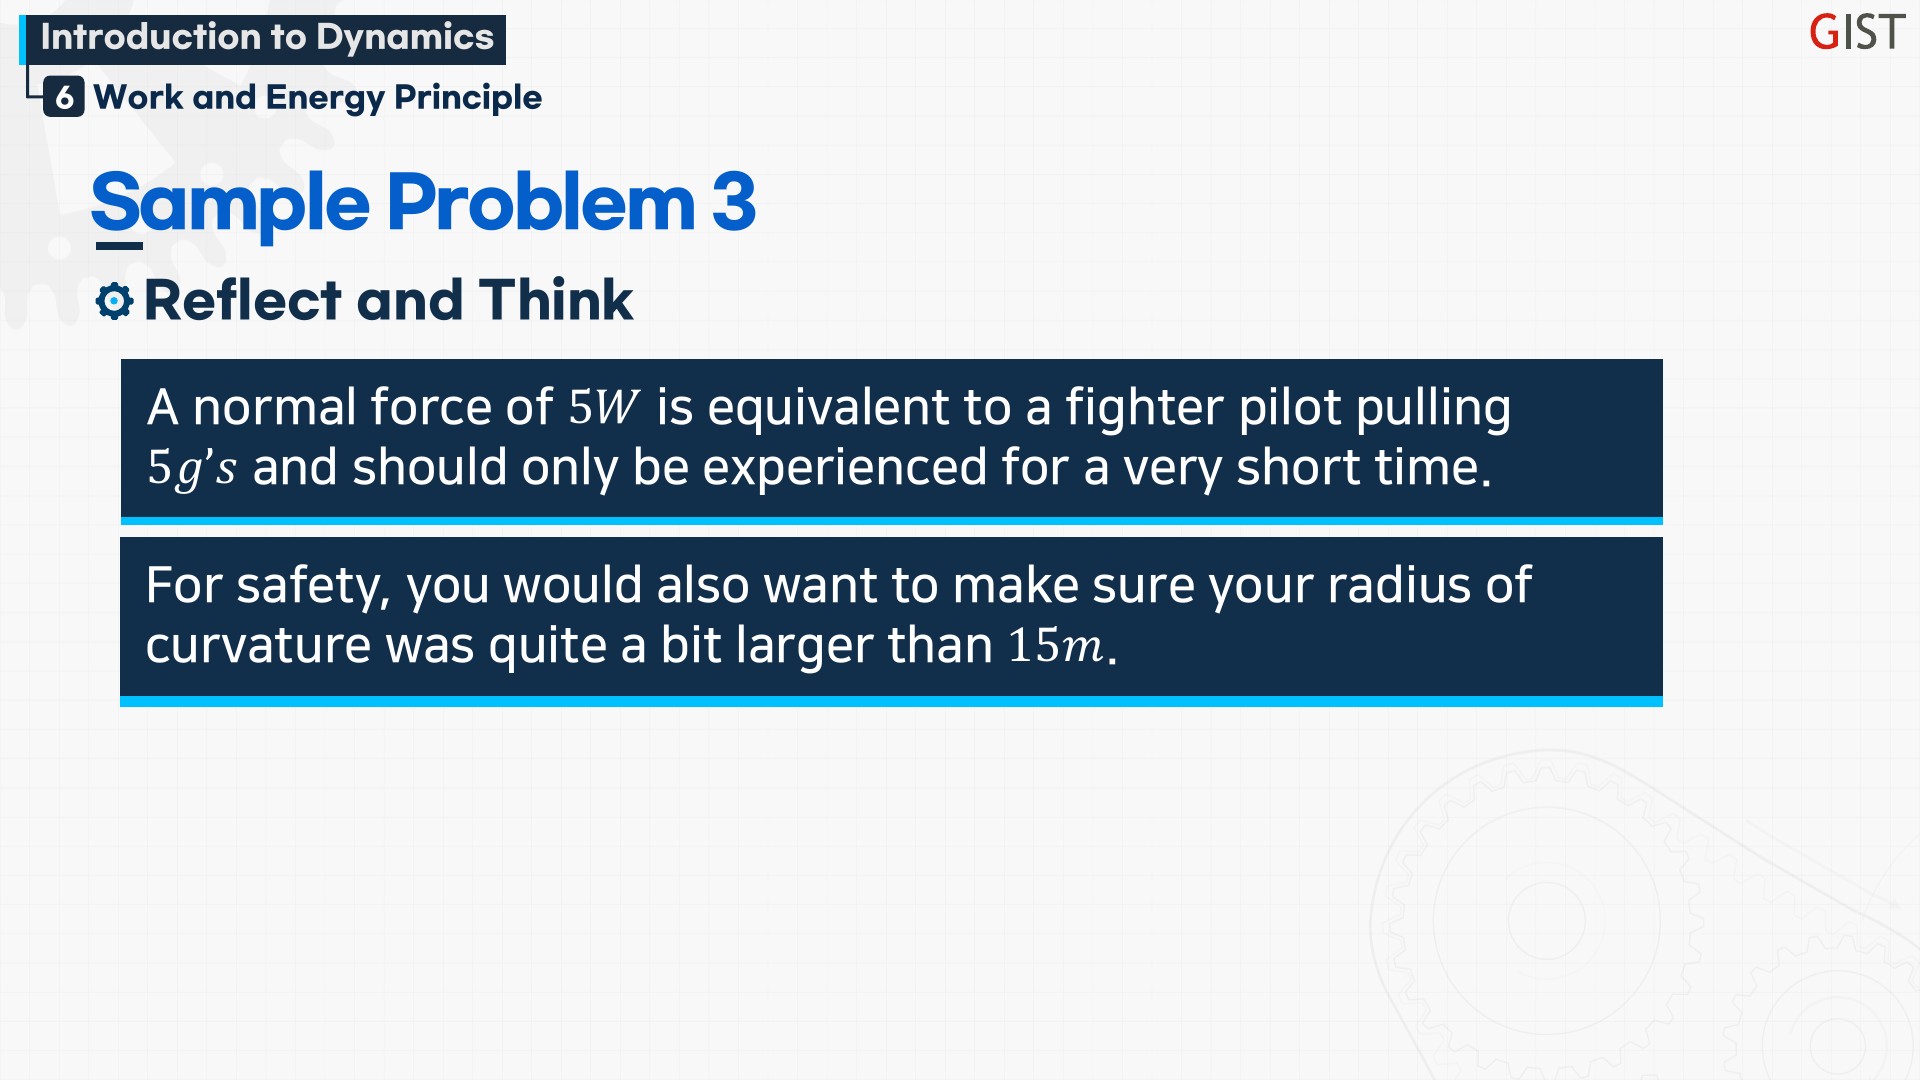 Introduction to Dynamics
GIST
6 Work and Energy Principle
Sample Problem 3
Reflect and Think
A normal force of 5W is equivalent to a fighter pilot pulling
5g's and should only be experienced for a very short time.
For safety, you would also want to make sure your radius of
curvature was quite a bit larger than 15m.